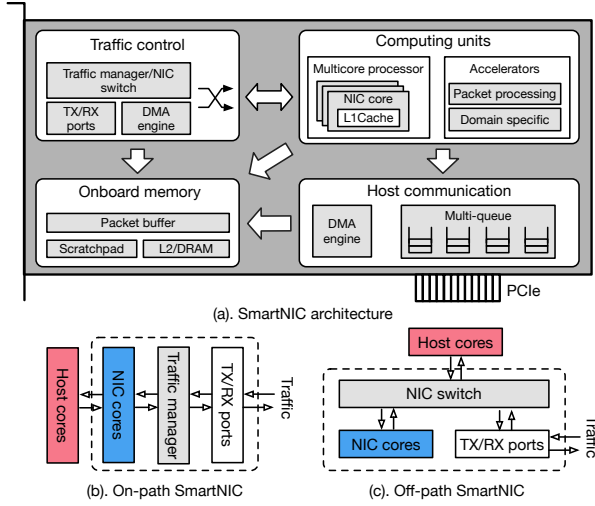 Traffic control
Traffic manager/NIC
switch
TX/RX
ports
DMA
engine
Computing units
Multicore processor
NIC core
L1Cache
Accelerators
Packet processing
Domain specific
Onboard memory
Packet buffer
Scratchpad
L2/DRAM
Host communication
DMA
engine
Multi-queue
PCIe
(a). SmartNIC architecture
Host cores
NIC cores
Traffic manager
TX/RX ports
Traffic
(b). On-path SmartNIC
Host cores
NIC switch
NIC cores
TX/RX ports
Traffic
(c). Off-path SmartNIC